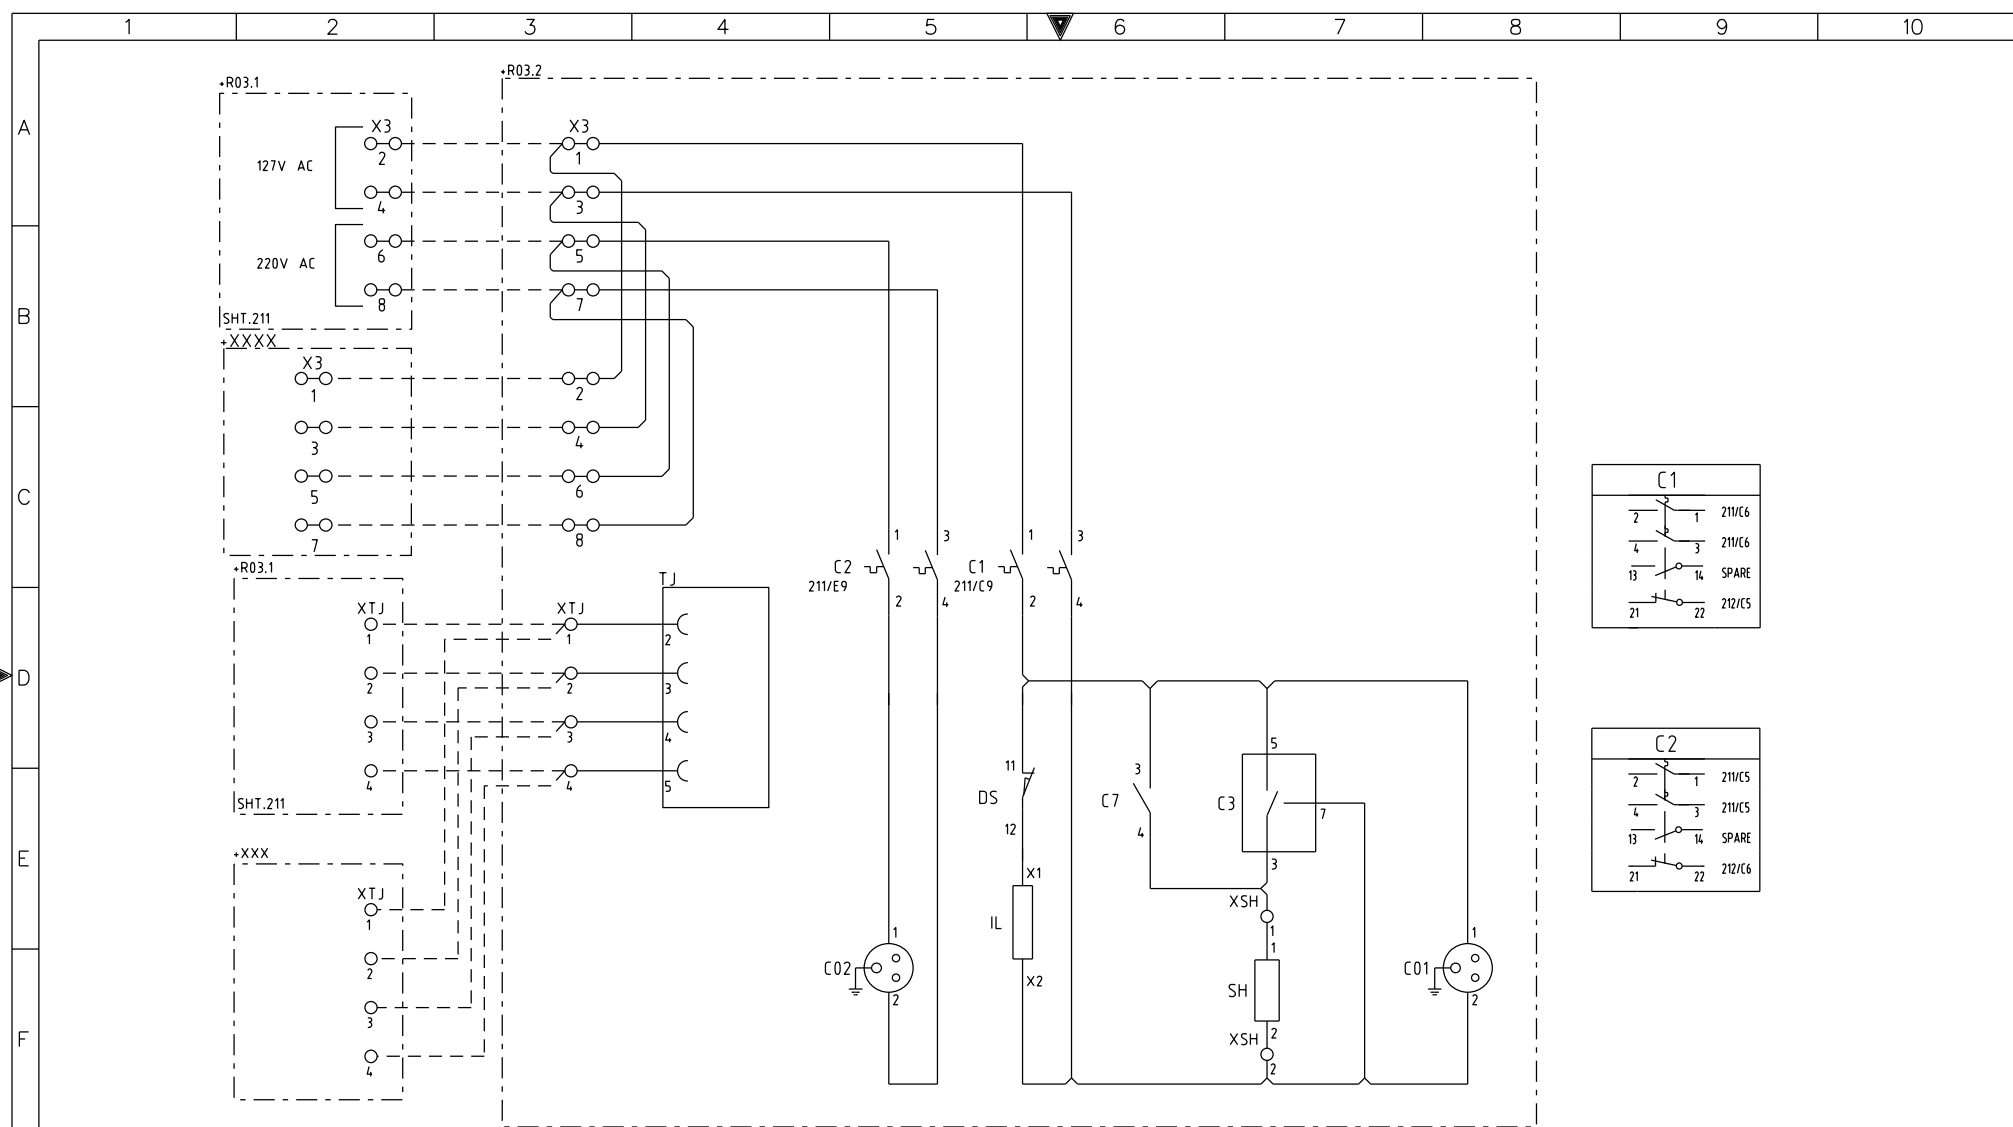 1 2 3 4 5 6 7 8 9 10
A
B
C
D
E
F
+R03.1
X3
2
127V AC
4
6
220V AC
8
SHT.211
+XXXX
X3
1
3
5
7
+R03.1
XTJ
1
2
3
4
SHT.211
+XXX
XTJ
1
2
3
4
+R03.2
X3
1
3
5
7
2
4
6
8
XTJ
1
2
3
4
TJ
2
3
4
5
1 3
C2
211/E9
2 4
1 3
C1
211/C9
2 4
C02
1
2
11
DS
12
X1
IL
X2
3
C7
4
5
C3
7
3
XSH
1
1
SH
2
XSH
2
C01
1
2
C1
2 1 211/C6
4 3 211/C6
13 14 SPARE
21 22 212/C5
C2
2 1 211/C5
4 3 211/C5
13 14 SPARE
21 22 212/C6